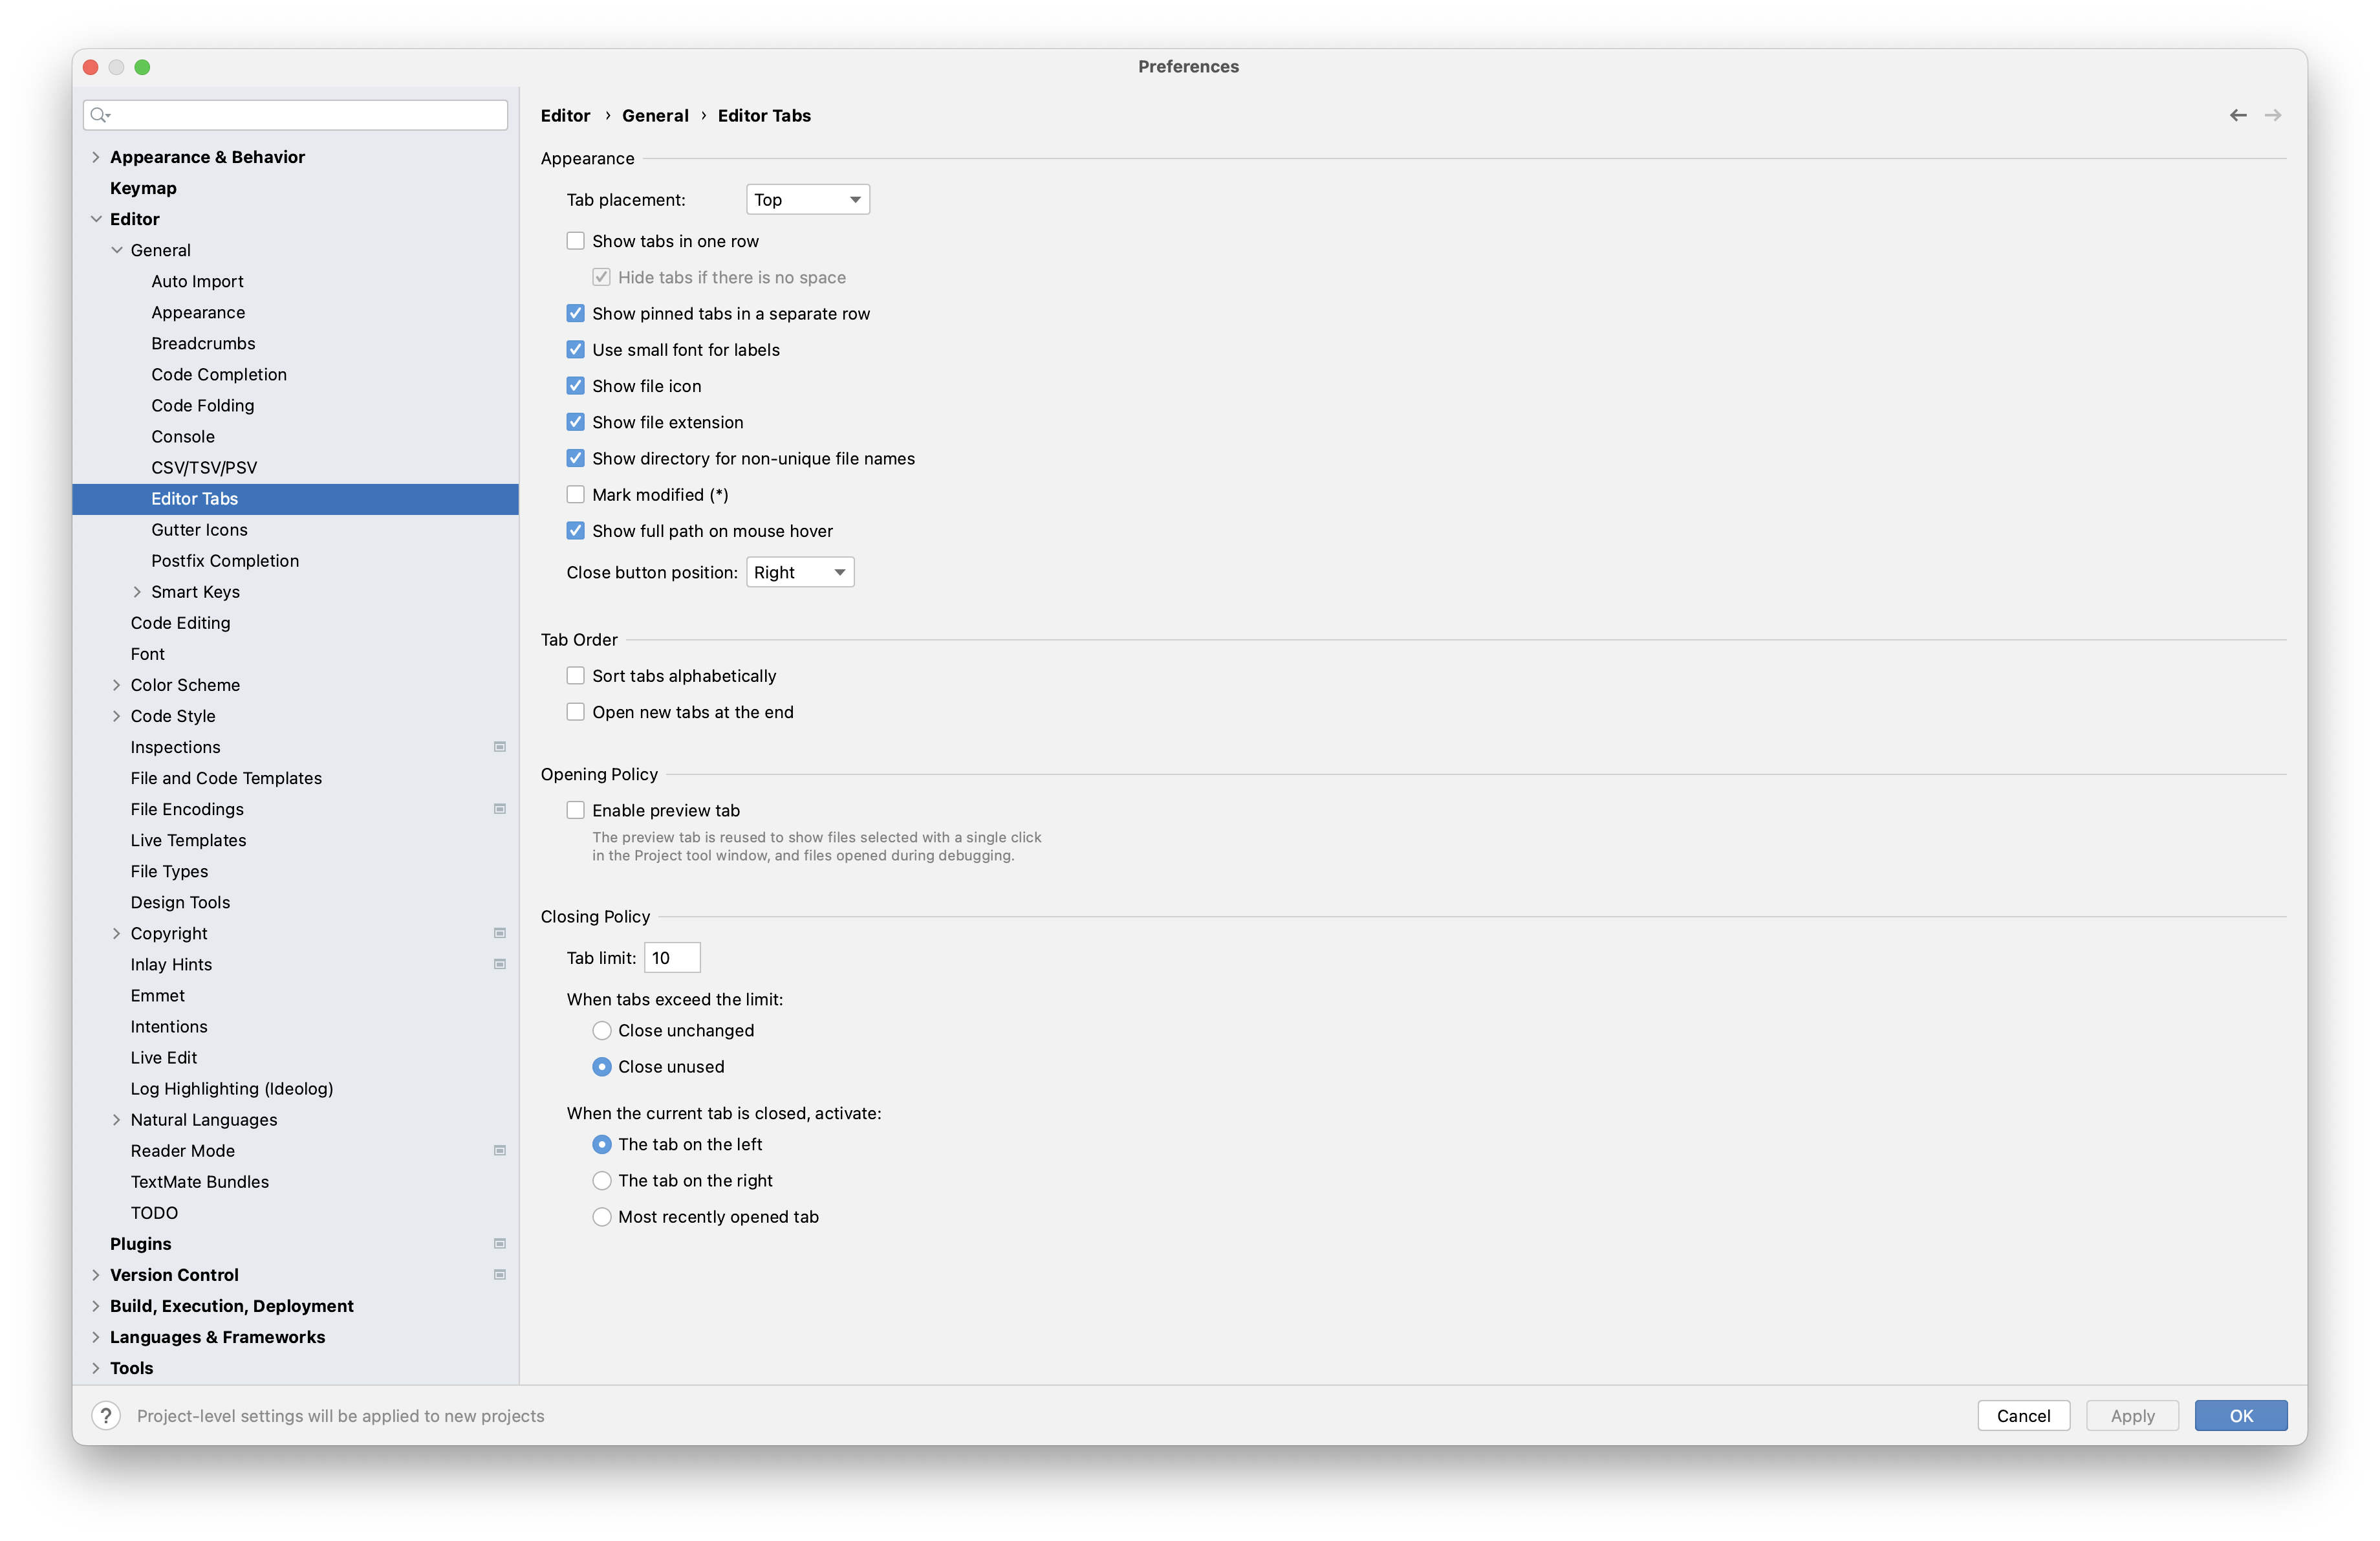 Preferences
Appearance & Behavior
Keymap
Editor
General
Auto Import
Appearance
Breadcrumbs
Code Completion
Code Folding
Console
CSV/TSV/PSV
Editor Tabs
Gutter Icons
Postfix Completion
Smart Keys
Code Editing
Font
Color Scheme
Code Style
Inspections
File and Code Templates
File Encodings
Live Templates
File Types
Design Tools
Copyright
Inlay Hints
Emmet
Intentions
Live Edit
Log Highlighting (Ideolog)
Natural Languages
Reader Mode
TextMate Bundles
TODO
Plugins
Version Control
Build, Execution, Deployment
Languages & Frameworks
Tools
Editor › General › Editor Tabs
Appearance
Tab placement: Top
Show tabs in one row
Hide tabs if there is no space
Show pinned tabs in a separate row
Use small font for labels
Show file icon
Show file extension
Show directory for non-unique file names
Mark modified (*)
Show full path on mouse hover
Close button position: Right
Tab Order
Sort tabs alphabetically
Open new tabs at the end
Opening Policy
Enable preview tab
The preview tab is reused to show files selected with a single click
in the Project tool window, and files opened during debugging.
Closing Policy
Tab limit: 10
When tabs exceed the limit:
Close unchanged
Close unused
When the current tab is closed, activate:
The tab on the left
The tab on the right
Most recently opened tab
? Project-level settings will be applied to new projects
Cancel Apply OK